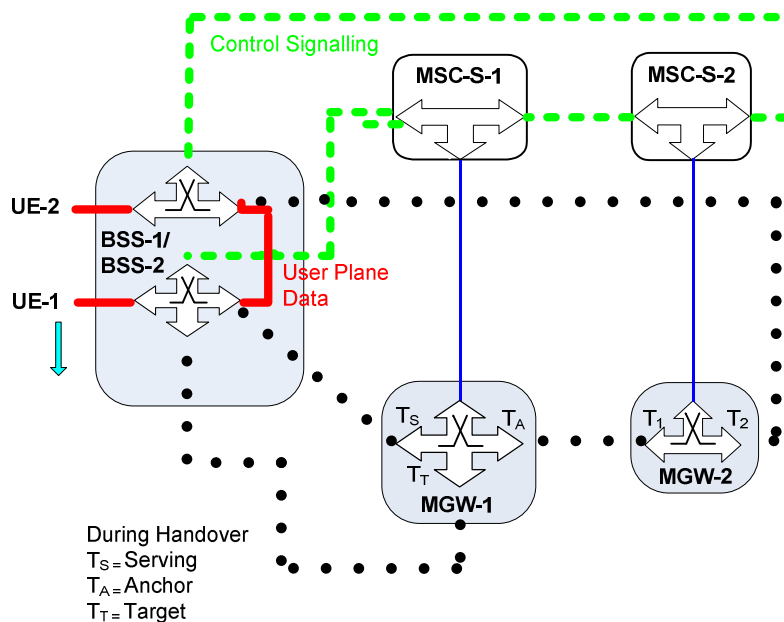 Control Signalling
MSC-S-1
MSC-S-2
UE-2
BSS-1/
BSS-2
User Plane
Data
UE-1
TS
TA
TT
MGW-1
T1
T2
MGW-2
During Handover
TS=Serving
TA=Anchor
TT=Target